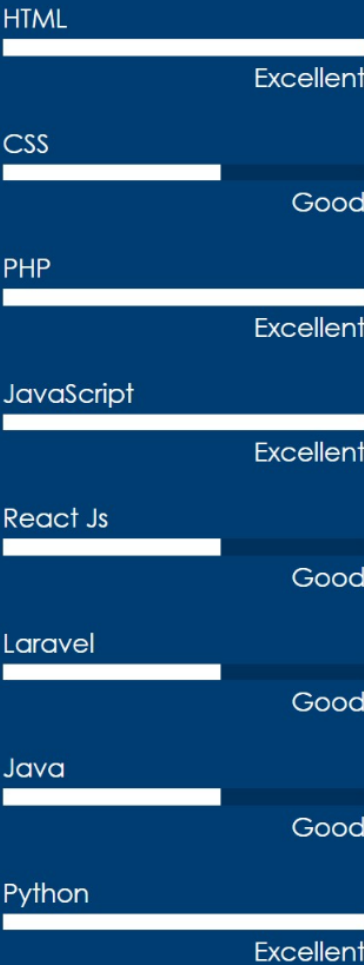 HTML
Excellent
CSS
Good
PHP
Excellent
JavaScript
Excellent
React Js
Good
Laravel
Good
Java
Good
Python
Excellent